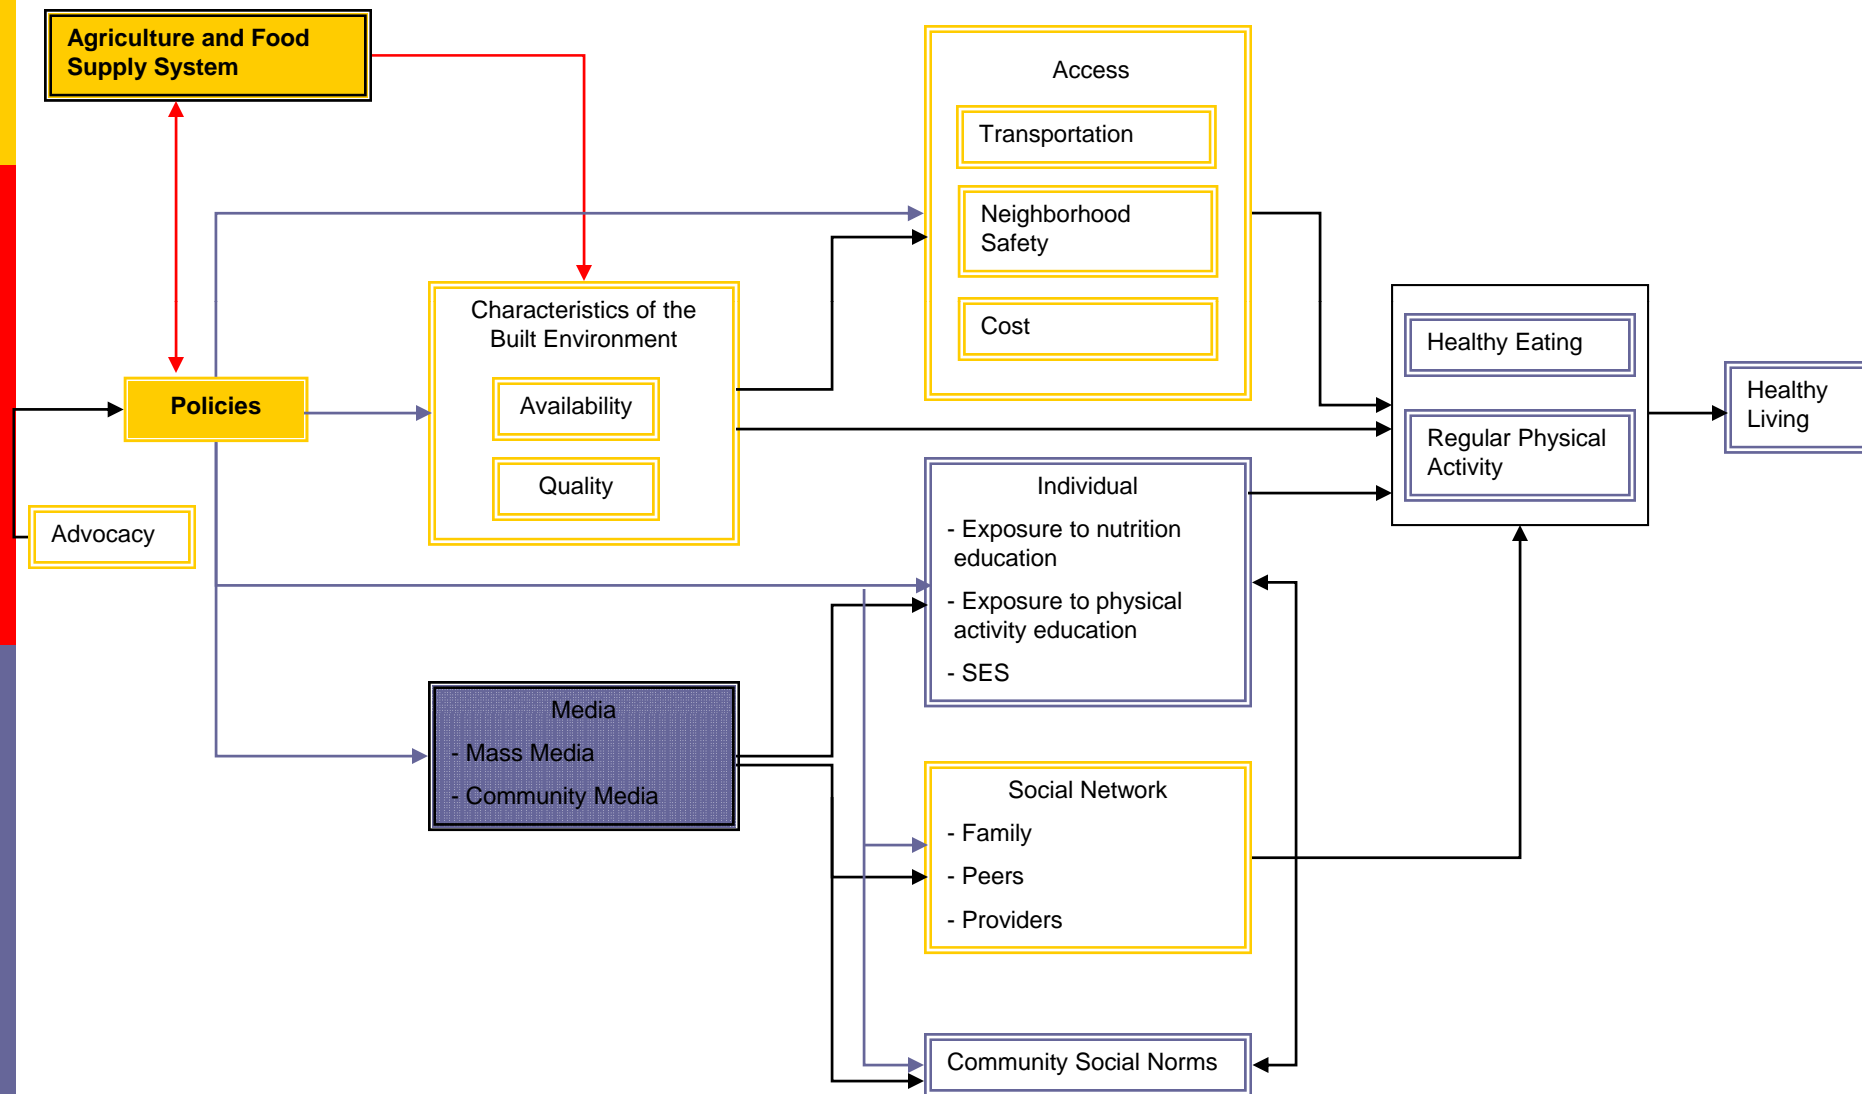 Agriculture and Food
Supply System
Access
Transportation
Neighborhood
Safety
Cost
Characteristics of the
Built Environment
Availability
Quality
Policies
Advocacy
Healthy Eating
Regular Physical
Activity
Healthy
Living
Individual
- Exposure to nutrition
education
- Exposure to physical
activity education
- SES
Media
- Mass Media
- Community Media
Social Network
- Family
- Peers
- Providers
Community Social Norms